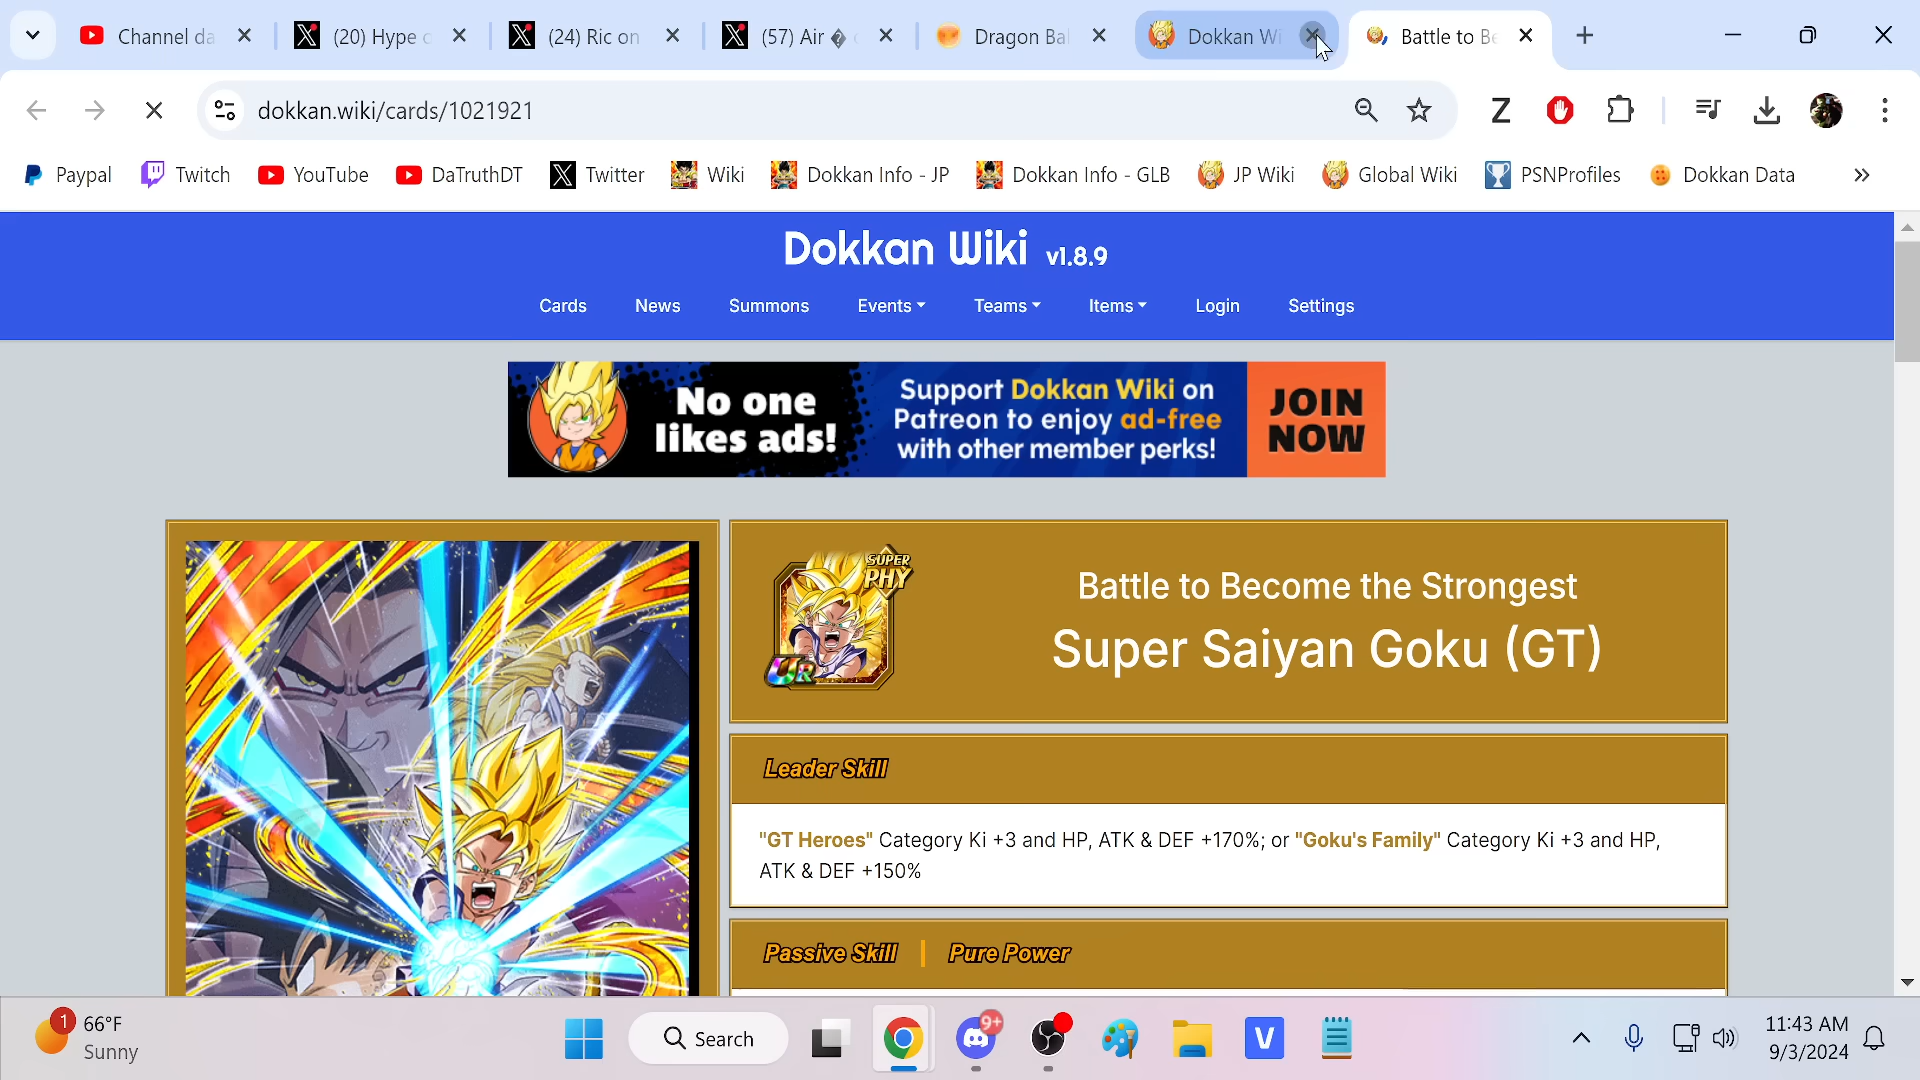 Channel da
(20) Hype
(24) Ric on
(57) Air
Dragon Bal
Dokkan Wi
Battle to Be
dokkan.wiki/cards/1021921
Z
Paypal
Twitch
YouTube
DaTruthDT
Twitter
Wiki
Dokkan Info - JP
Dokkan Info - GLB
JP Wiki
Global Wiki
PSNProfiles
Dokkan Data
Dokkan Wiki v1.8.9
Cards
News
Summons
Events
Teams
Items
Login
Settings
No one
likes ads!
Support Dokkan Wiki on
Patreon to enjoy ad-free
with other member perks!
JOIN
NOW
SUPER
PHY
UR
Battle to Become the Strongest
Super Saiyan Goku (GT)
Leader Skill
"GT Heroes" Category Ki +3 and HP, ATK & DEF +170%; or "Goku's Family" Category Ki +3 and HP,
ATK & DEF +150%
Passive Skill | Pure Power
1
66°F
Sunny
Search
9+
V
11:43 AM
9/3/2024